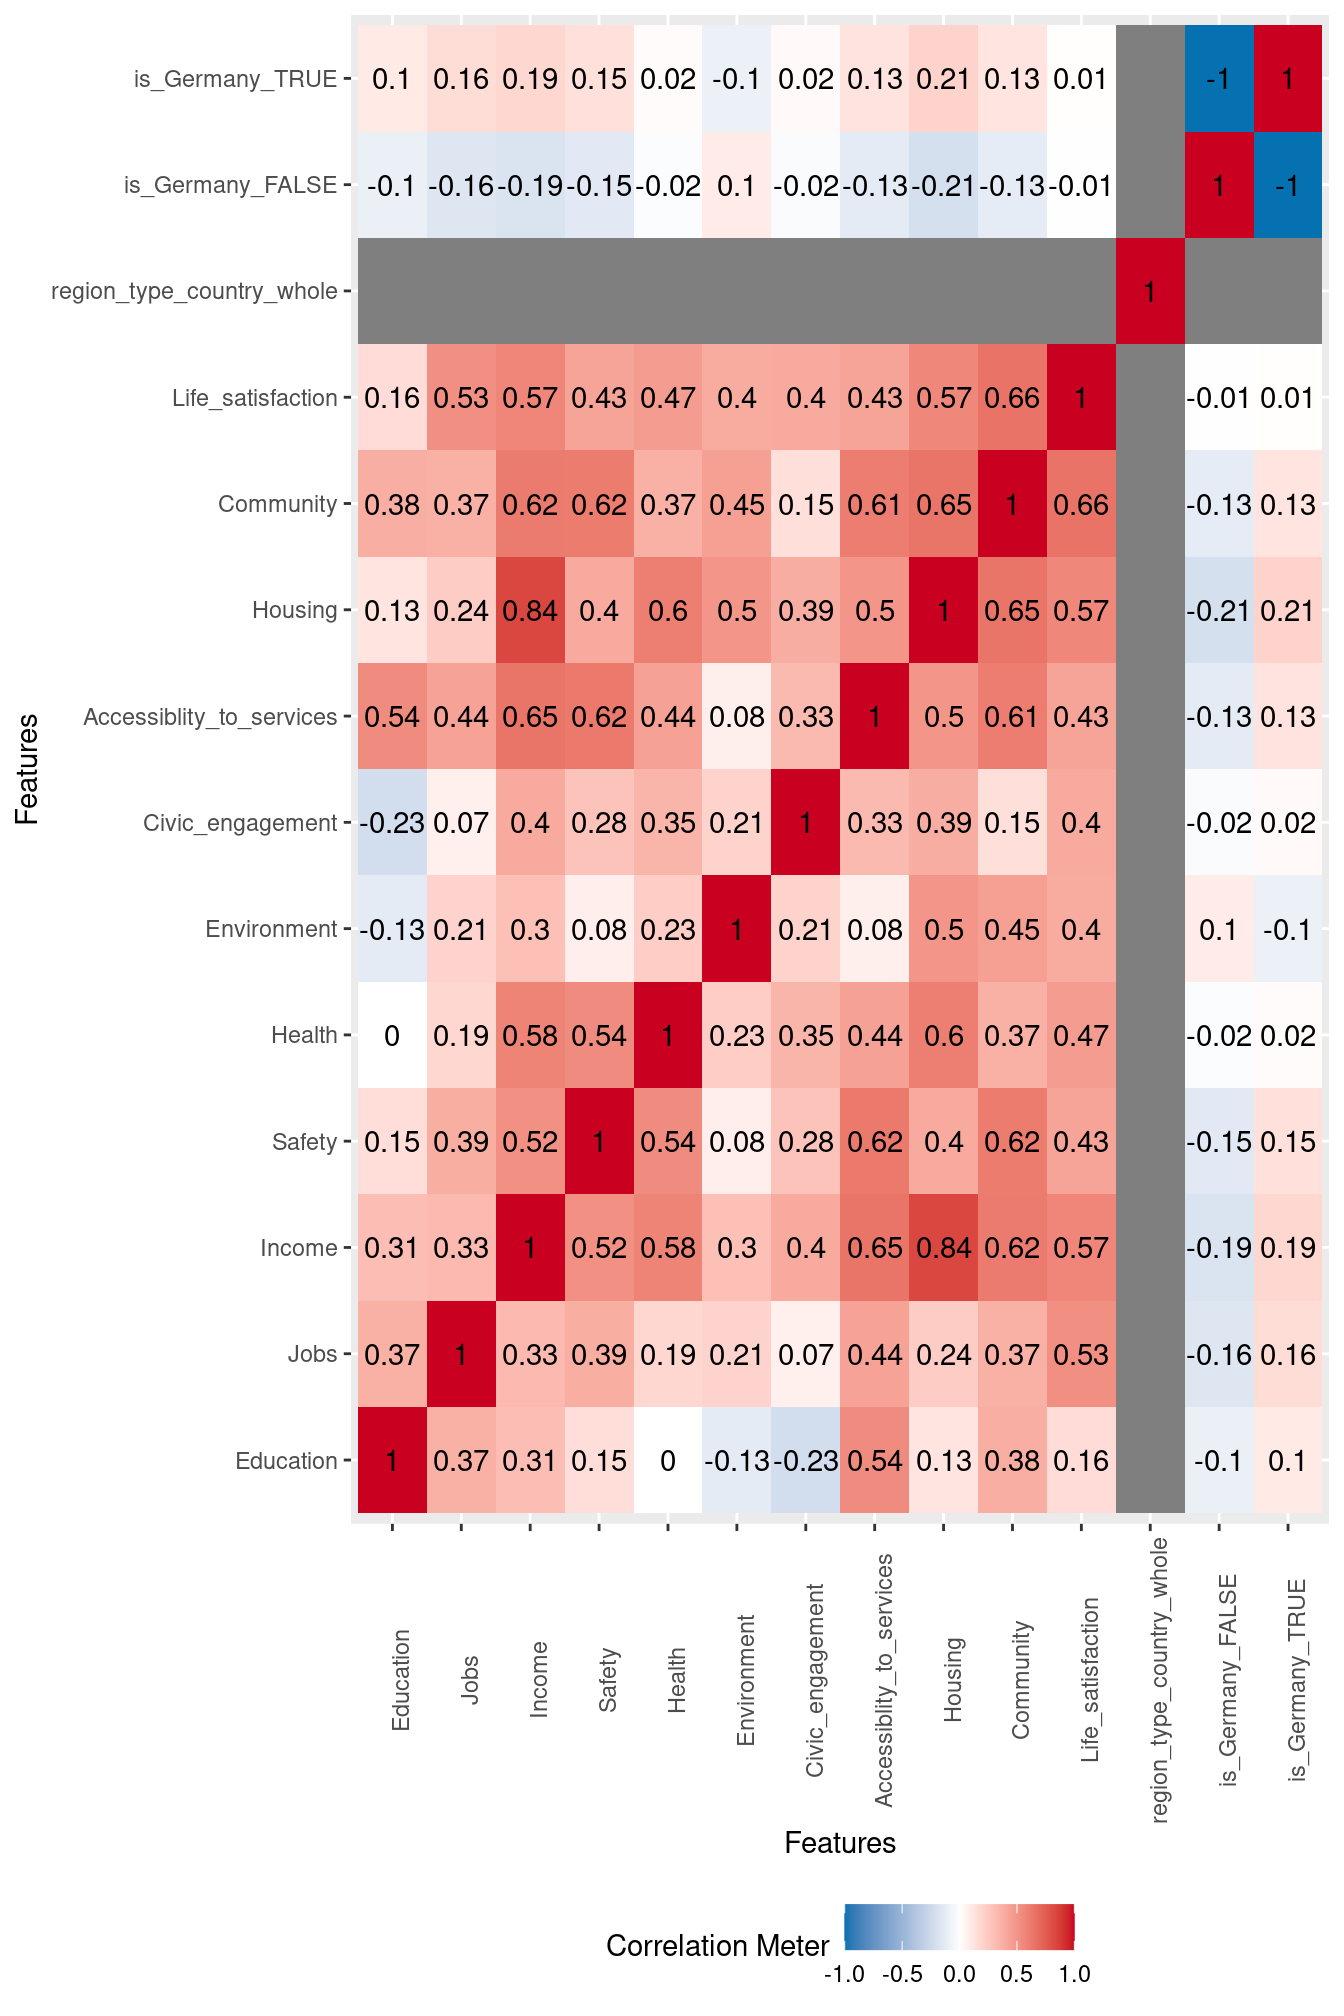 is_Germany_TRUE 0.1 0.16 0.19 0.15 0.02 -0.1 0.02 0.13 0.21 0.13 0.01 -1 1
is_Germany_FALSE -0.1 -0.16 -0.19 -0.15 -0.02 0.1 -0.02 -0.13 -0.21 -0.13 -0.01 1 -1
region_type_country_whole 1
Life_satisfaction 0.16 0.53 0.57 0.43 0.47 0.4 0.4 0.43 0.57 0.66 1 -0.01 0.01
Community 0.38 0.37 0.62 0.62 0.37 0.45 0.15 0.61 0.65 1 0.66 -0.13 0.13
Housing 0.13 0.24 0.84 0.4 0.6 0.5 0.39 0.5 1 0.65 0.57 -0.21 0.21
Accessiblity_to_services 0.54 0.44 0.65 0.62 0.44 0.08 0.33 1 0.5 0.61 0.43 -0.13 0.13
Civic_engagement -0.23 0.07 0.4 0.28 0.35 0.21 1 0.33 0.39 0.15 0.4 -0.02 0.02
Environment -0.13 0.21 0.3 0.08 0.23 1 0.21 0.08 0.5 0.45 0.4 0.1 -0.1
Health 0 0.19 0.58 0.54 1 0.23 0.35 0.44 0.6 0.37 0.47 -0.02 0.02
Safety 0.15 0.39 0.52 1 0.54 0.08 0.28 0.62 0.4 0.62 0.43 -0.15 0.15
Income 0.31 0.33 1 0.52 0.58 0.3 0.4 0.65 0.84 0.62 0.57 -0.19 0.19
Jobs 0.37 1 0.33 0.39 0.19 0.21 0.07 0.44 0.24 0.37 0.53 -0.16 0.16
Education 1 0.37 0.31 0.15 0 -0.13 -0.23 0.54 0.13 0.38 0.16 -0.1 0.1
Features
Education
Jobs
Income
Safety
Health
Environment
Civic_engagement
Accessiblity_to_services
Housing
Community
Life_satisfaction
region_type_country_whole
is_Germany_FALSE
is_Germany_TRUE
Features
Correlation Meter
-1.0 -0.5 0.0 0.5 1.0